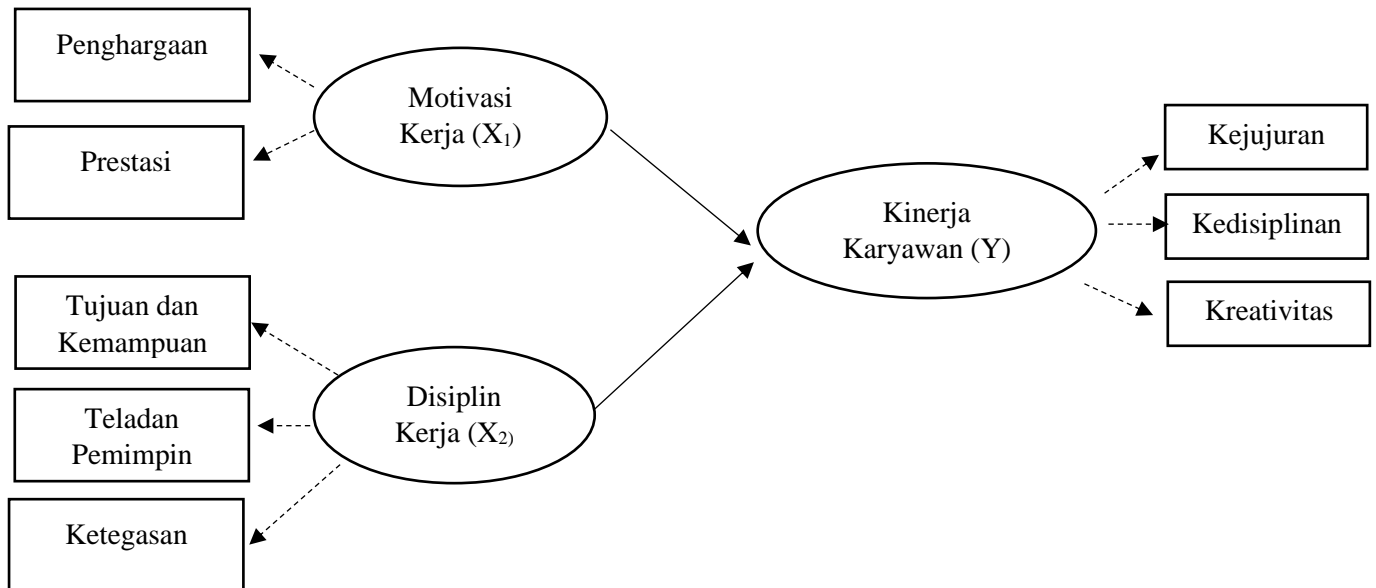 Penghargaan
Prestasi
Motivasi
Kerja (X₁)
Tujuan dan
Kemampuan
Teladan
Pemimpin
Ketegasan
Disiplin
Kerja (X₂)
Kinerja
Karyawan (Y)
Kejujuran
Kedisiplinan
Kreativitas